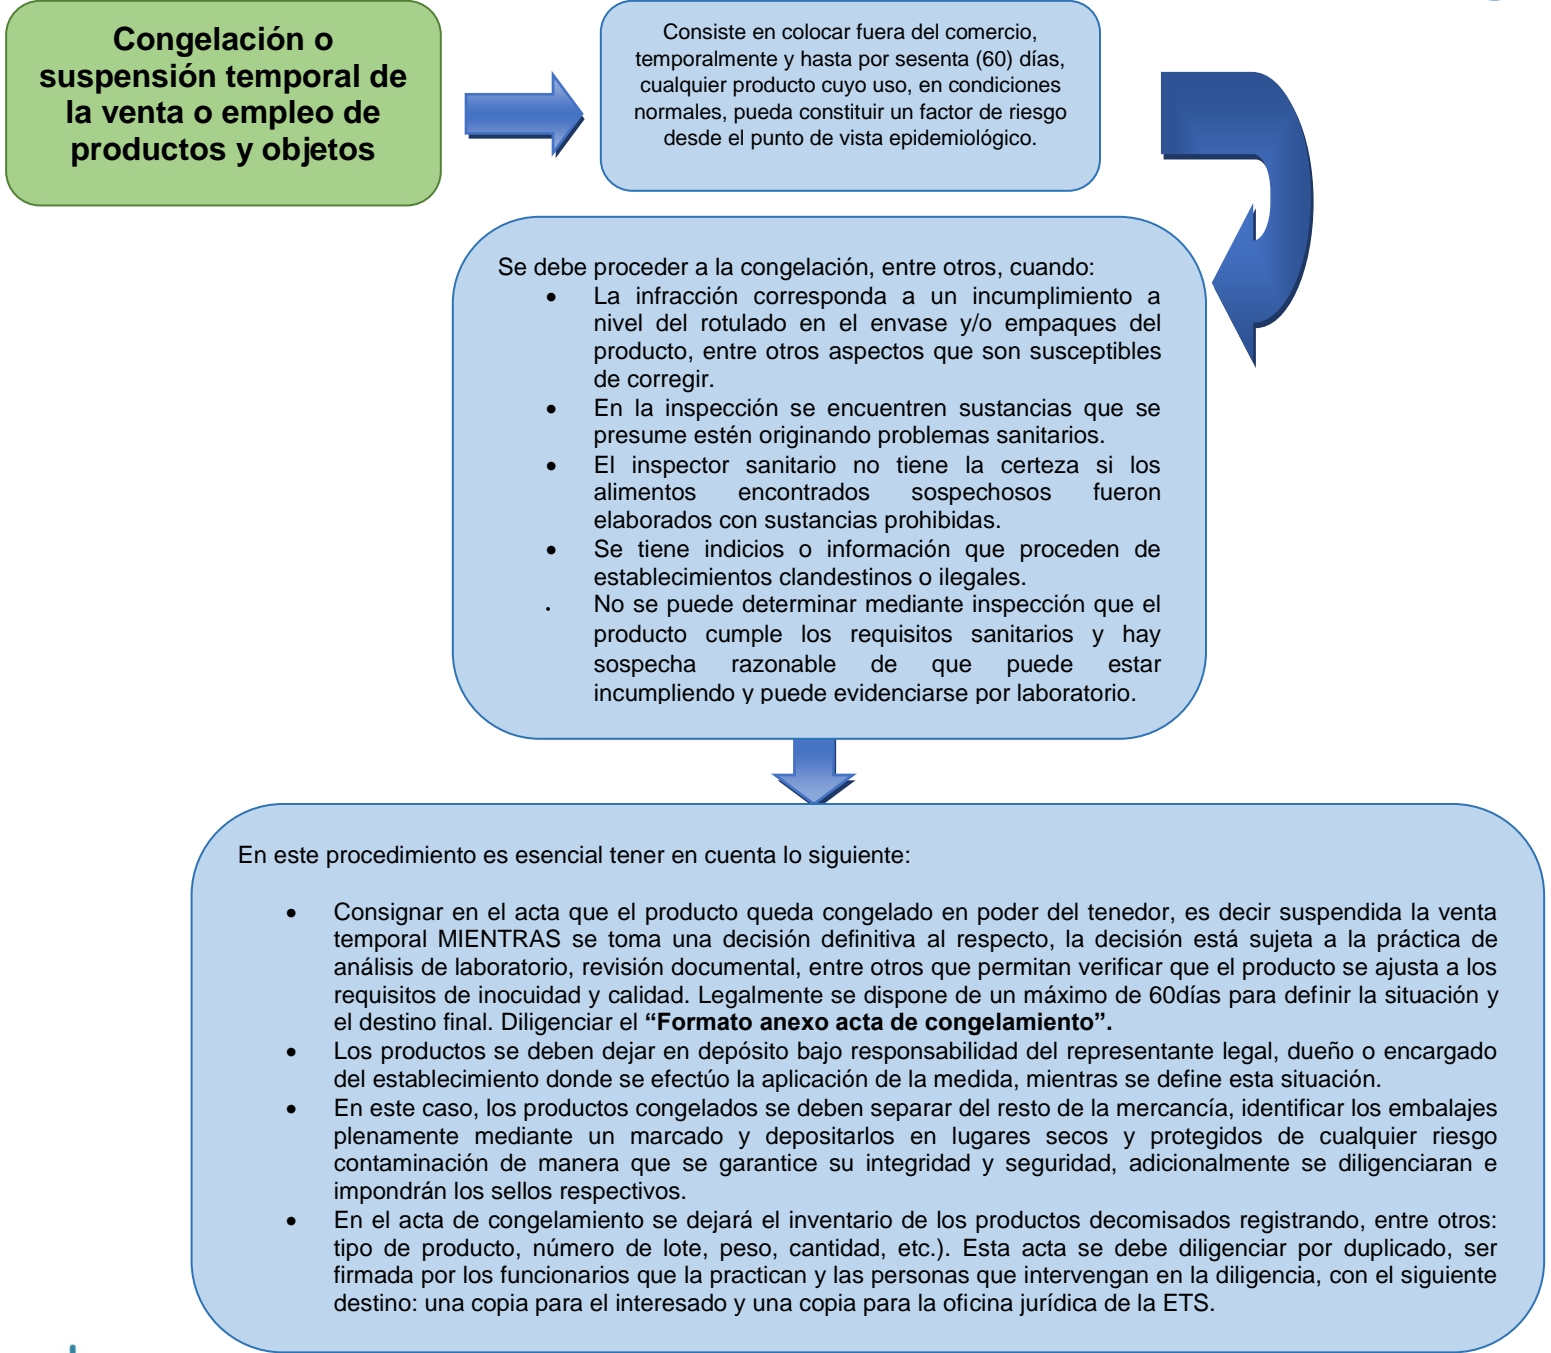 Congelación o
suspensión temporal de
la venta o empleo de
productos y objetos
Consiste en colocar fuera del comercio,
temporalmente y hasta por sesenta (60) días,
cualquier producto cuyo uso, en condiciones
normales, pueda constituir un factor de riesgo
desde el punto de vista epidemiológico.
Se debe proceder a la congelación, entre otros, cuando:
• La infracción corresponda a un incumplimiento a
nivel del rotulado en el envase y/o empaques del
producto, entre otros aspectos que son susceptibles
de corregir.
• En la inspección se encuentren sustancias que se
presume estén originando problemas sanitarios.
• El inspector sanitario no tiene la certeza si los
alimentos encontrados sospechosos fueron
elaborados con sustancias prohibidas.
• Se tiene indicios o información que proceden de
establecimientos clandestinos o ilegales.
• No se puede determinar mediante inspección que el
producto cumple los requisitos sanitarios y hay
sospecha razonable de que puede estar
incumpliendo y puede evidenciarse por laboratorio.
En este procedimiento es esencial tener en cuenta lo siguiente:
• Consignar en el acta que el producto queda congelado en poder del tenedor, es decir suspendida la venta
temporal MIENTRAS se toma una decisión definitiva al respecto, la decisión está sujeta a la práctica de
análisis de laboratorio, revisión documental, entre otros que permitan verificar que el producto se ajusta a los
requisitos de inocuidad y calidad. Legalmente se dispone de un máximo de 60días para definir la situación y
el destino final. Diligenciar el “Formato anexo acta de congelamiento”.
• Los productos se deben dejar en depósito bajo responsabilidad del representante legal, dueño o encargado
del establecimiento donde se efectúo la aplicación de la medida, mientras se define esta situación.
• En este caso, los productos congelados se deben separar del resto de la mercancía, identificar los embalajes
plenamente mediante un marcado y depositarlos en lugares secos y protegidos de cualquier riesgo
contaminación de manera que se garantice su integridad y seguridad, adicionalmente se diligenciaran e
impondrán los sellos respectivos.
• En el acta de congelamiento se dejará el inventario de los productos decomisados registrando, entre otros:
tipo de producto, número de lote, peso, cantidad, etc.). Esta acta se debe diligenciar por duplicado, ser
firmada por los funcionarios que la practican y las personas que intervengan en la diligencia, con el siguiente
destino: una copia para el interesado y una copia para la oficina jurídica de la ETS.